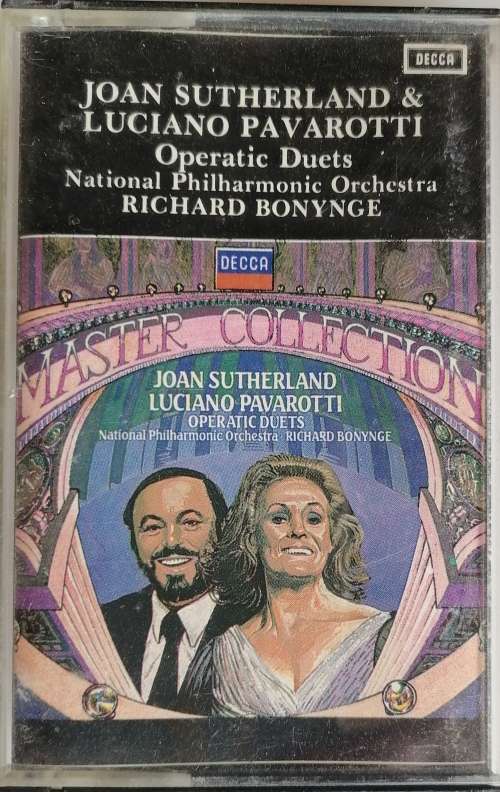 DECCA
JOAN SUTHERLAND &
LUCIANO PAVAROTTI
Operatic Duets
National Philharmonic Orchestra
RICHARD BONYNGE
DECCA
MASTER COLLECTION
JOAN SUTHERLAND
LUCIANO PAVAROTTI
OPERATIC DUETS
National Philharmonic Orchestra · RICHARD BONYNGE